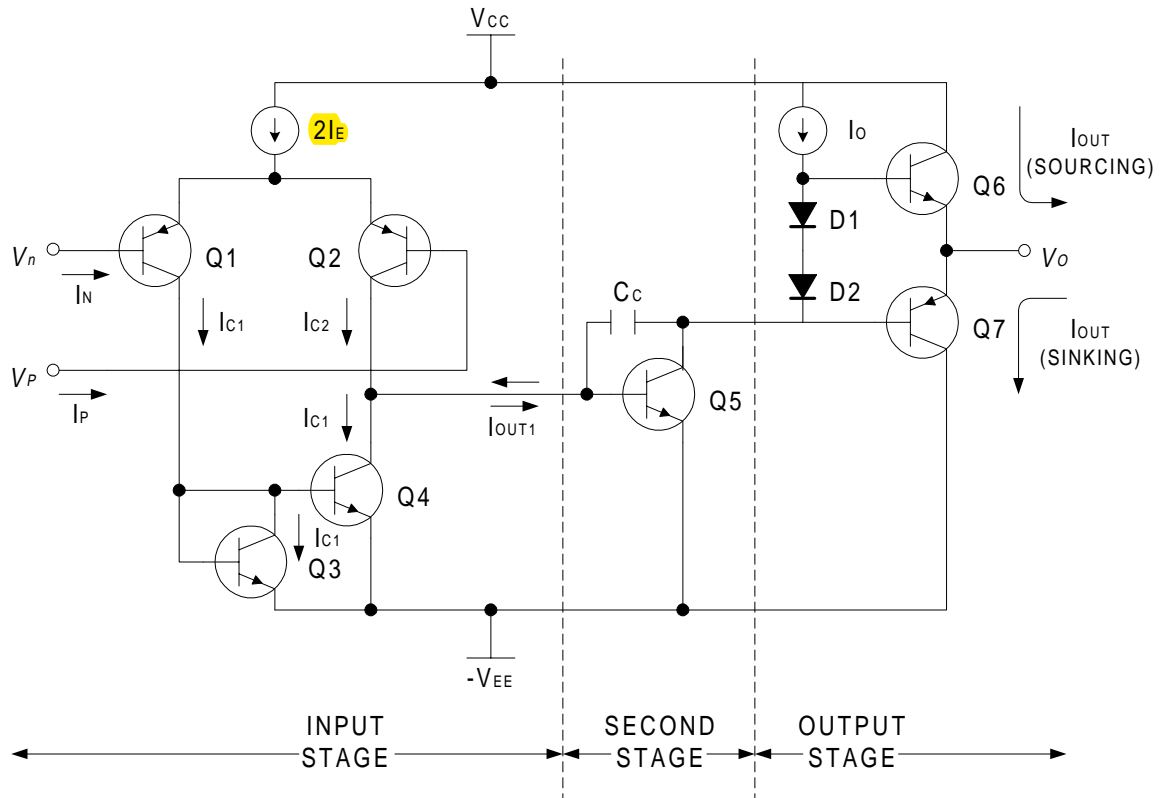 VCC
2IE
IO
Q6
IOUT
(SOURCING)
D1
Vn
Q1
Q2
VO
IN
D2
CC
Q7
IOUT
(SINKING)
IC1
IC2
VP
IP
Q5
IC1
IOUT1
Q4
IC1
Q3
-VEE
INPUT
STAGE
SECOND
STAGE
OUTPUT
STAGE